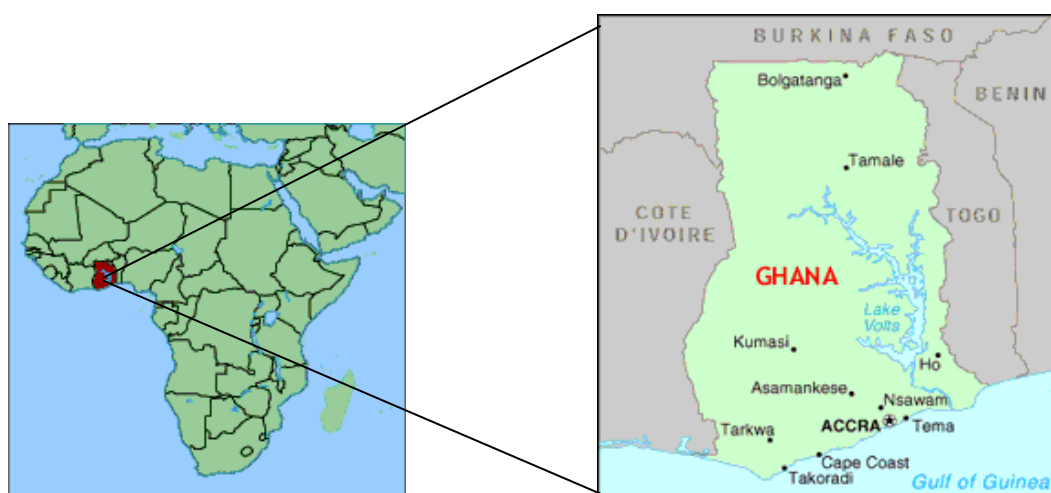 BURKINA FASO
Bolgatanga
BENIN
Tamale
COTE
D'IVOIRE
TOGO
GHANA
Lake
Volta
Kumasi
Ho
Asamankese
Nsawam
ACCRA
Tema
Tarkwa
Cape Coast
Takoradi
Gulf of Guinea